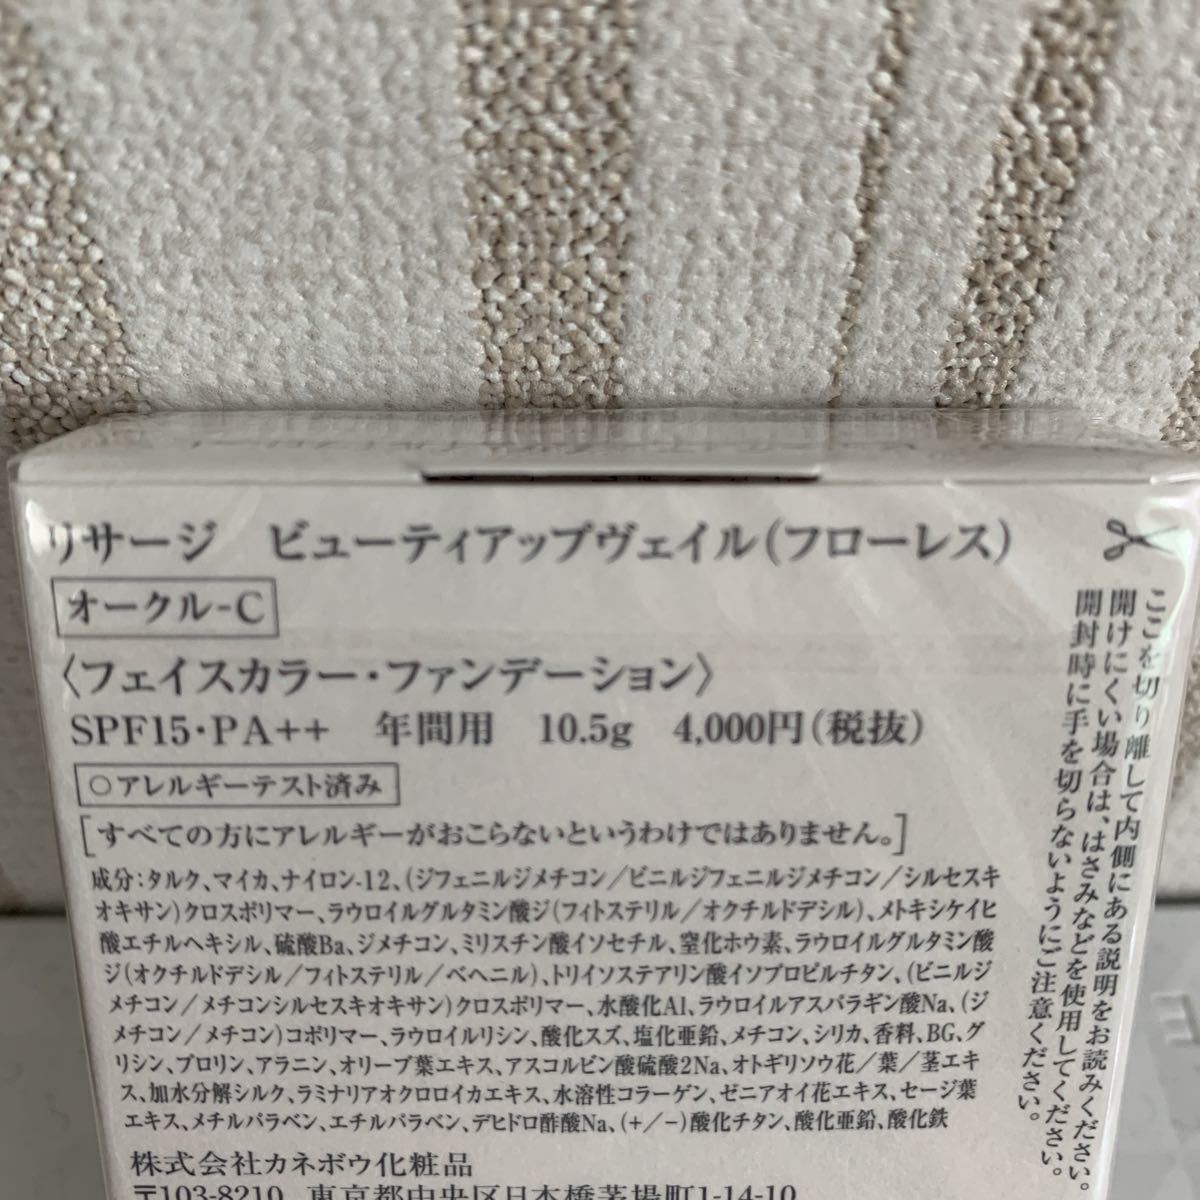 リサージ　ビューティアップヴェイル（フローレス）
オークル-C
〈フェイスカラー・ファンデーション〉
SPF15・PA++　年間用　10.5g　4,000円（税抜）
○アレルギーテスト済み
[すべての方にアレルギーがおこらないというわけではありません。]
成分：タルク、マイカ、ナイロン-12、（ジフェニルジメチコン／ビニルジフェニルジメチコン／シルセスキ
オキサン）クロスポリマー、ラウロイルグルタミン酸ジ（フィトステリル／オクチルドデシル）、メトキシケイヒ
酸エチルヘキシル、硫酸Ba、ジメチコン、ミリスチン酸イソセチル、窒化ホウ素、ラウロイルグルタミン酸
ジ（オクチルドデシル／フィトステリル／ベヘニル）、トリイソステアリン酸イソプロピルチタン、（ビニルジ
メチコン／メチコンシルセスキオキサン）クロスポリマー、水酸化Al、ラウロイルアスパラギン酸Na、（ジ
メチコン／メチコン）コポリマー、ラウロイルリシン、酸化スズ、塩化亜鉛、メチコン、シリカ、香料、BG、グ
リシン、プロリン、アラニン、オリーブ葉エキス、アスコルビン酸硫酸2Na、オトギリソウ花／葉／茎エキ
ス、加水分解シルク、ラミナリアオクロロイカエキス、水溶性コラーゲン、ゼニアオイ花エキス、セージ葉
エキス、メチルパラベン、エチルパラベン、デヒドロ酢酸Na、（+／−）酸化チタン、酸化亜鉛、酸化鉄
株式会社カネボウ化粧品
〒103-8210 東京都中央区日本橋茅場町1-14-10
ここを切り離して内側にある説明をお読みください。
開けにくい場合は、はさみなどを使用してください。
開封時に手を切らないようにご注意ください。